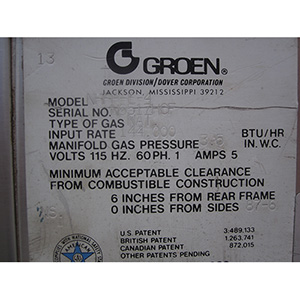 13
GROEN®
GROEN DIVISION/DOVER CORPORATION
JACKSON, MISSISSIPPI 39212
MODEL
SERIAL NO.
TYPE OF GAS
INPUT RATE BTU/HR
MANIFOLD GAS PRESSURE IN.W.C.
VOLTS 115 HZ. 60 PH. 1 AMPS 5
MINIMUM ACCEPTABLE CLEARANCE
FROM COMBUSTIBLE CONSTRUCTION
6 INCHES FROM REAR FRAME
0 INCHES FROM SIDES
U.S. PATENT 3,489,133
BRITISH PATENT 1,263,741
CANADIAN PATENT 872,015
OTHER PATENTS PENDING
AMERICAN